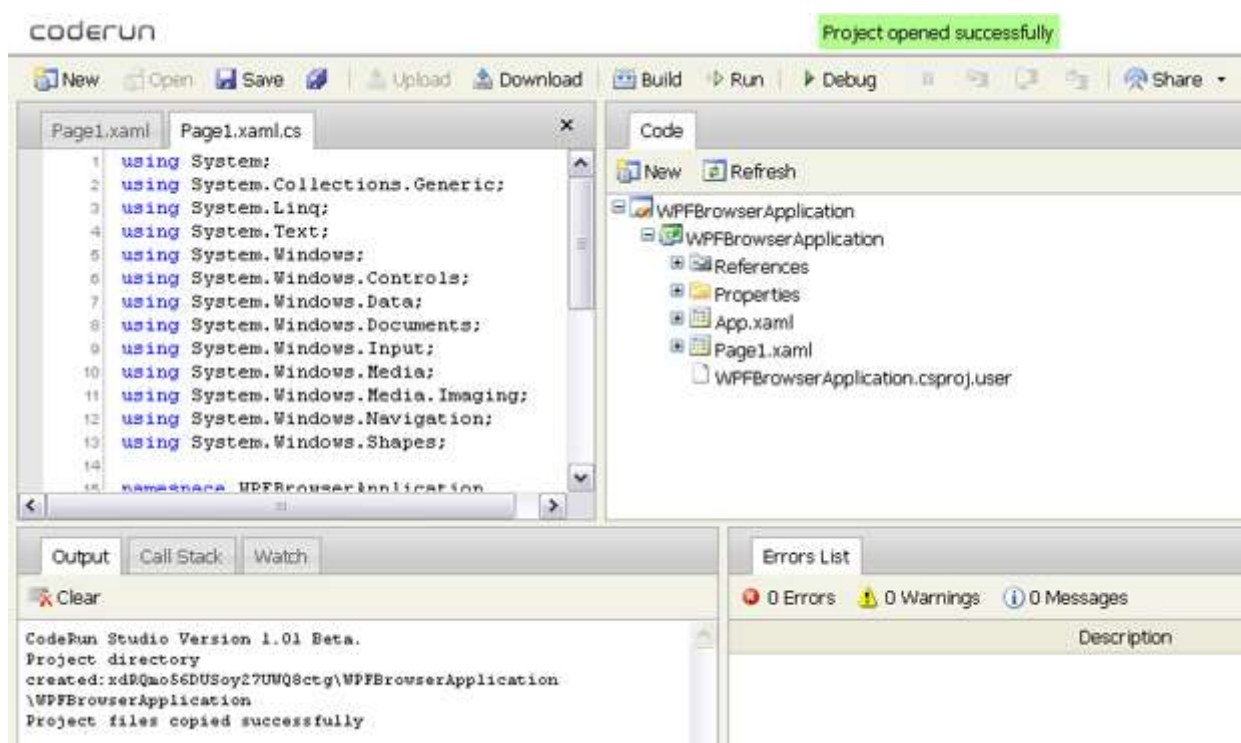 coderun
Project opened successfully
New Open Save Upload Download Build Run Debug Share
Page1.xaml Page1.xaml.cs
1 using System;
2 using System.Collections.Generic;
3 using System.Linq;
4 using System.Text;
5 using System.Windows;
6 using System.Windows.Controls;
7 using System.Windows.Data;
8 using System.Windows.Documents;
9 using System.Windows.Input;
10 using System.Windows.Media;
11 using System.Windows.Media.Imaging;
12 using System.Windows.Navigation;
13 using System.Windows.Shapes;
14
15 namespace WPFBrowserApplication
Code
New Refresh
WPFBrowserApplication
WPFBrowserApplication
References
Properties
App.xaml
Page1.xaml
WPFBrowserApplication.csproj.user
Output Call Stack Watch
Clear
CodeRun Studio Version 1.01 Beta.
Project directory
created:xdRQmo56DUSoy27UWQ8ctg\WPFBrowserApplication
\WPFBrowserApplication
Project files copied successfully
Errors List
0 Errors 0 Warnings 0 Messages
Description